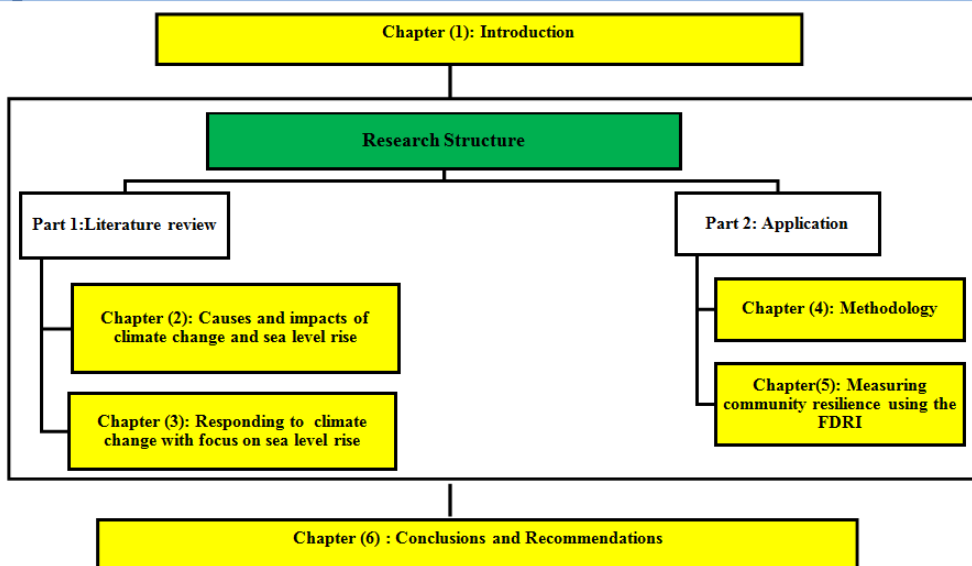 Chapter (1): Introduction
Research Structure
Part 1:Literature review
Part 2: Application
Chapter (2): Causes and impacts of
climate change and sea level rise
Chapter (3): Responding to climate
change with focus on sea level rise
Chapter (4): Methodology
Chapter(5): Measuring
community resilience using the
FDRI
Chapter (6) : Conclusions and Recommendations